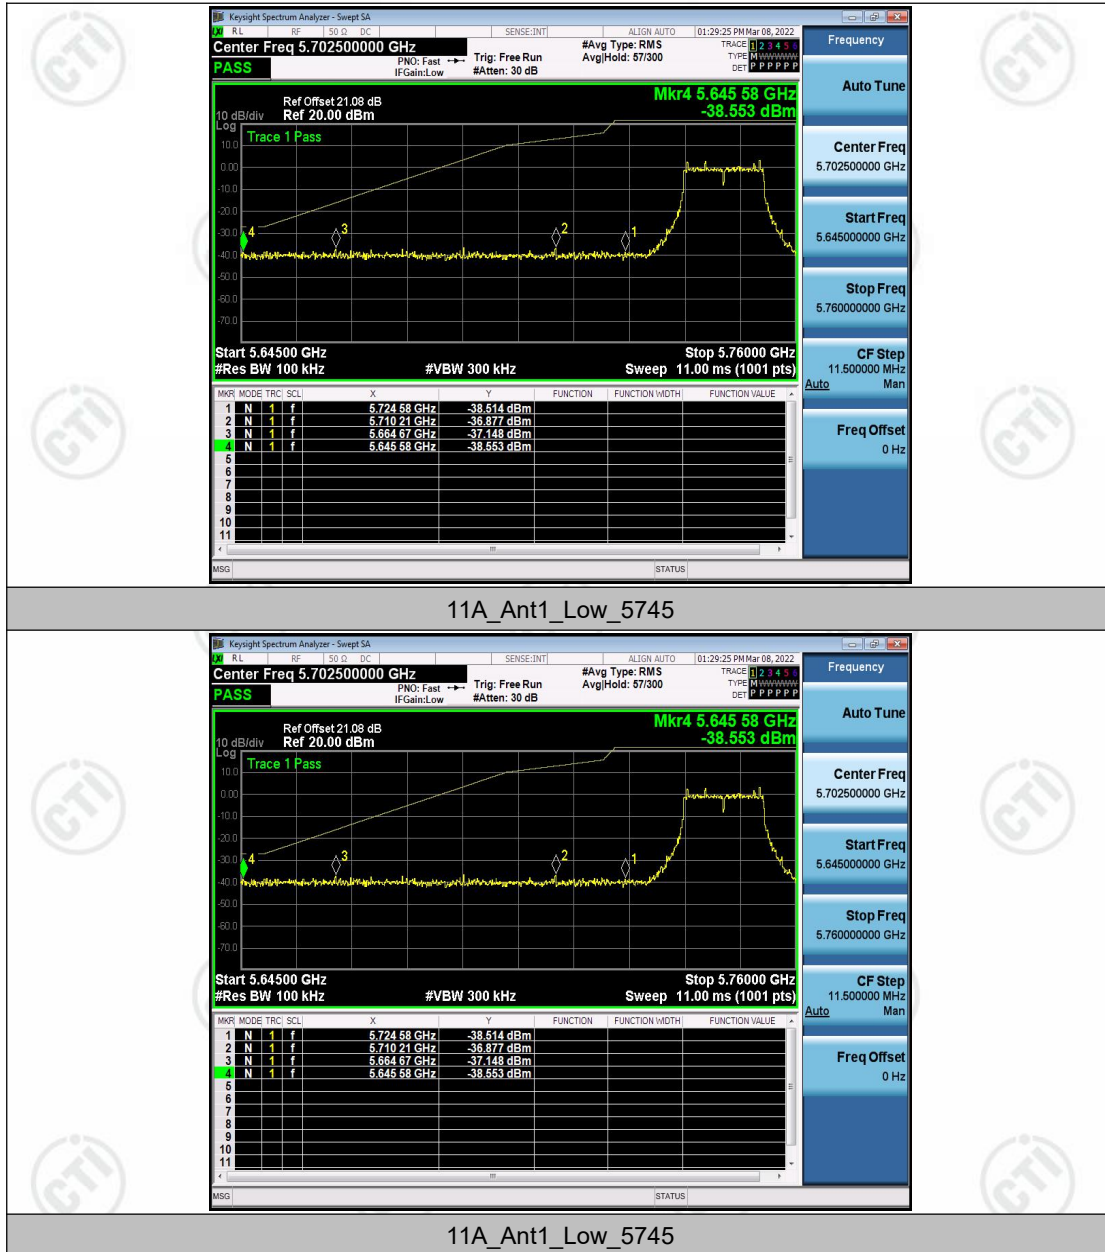 Keysight Spectrum Analyzer - Swept SA
RL RF 50 Ω DC SENSE:INT ALIGN AUTO 01:29:25 PM Mar 08, 2022
Center Freq 5.702500000 GHz
PNO: Fast Trig: Free Run #Avg Type: RMS TRACE 1 2 3 4 5 6
PASS IFGain:Low #Atten: 30 dB Avg|Hold: 57/300 TYPE M WWWWW
DET P P P P P P
Mkr4 5.645 58 GHz
-38.553 dBm
Ref Offset 21.08 dB
10 dB/div Ref 20.00 dBm
Log
Trace 1 Pass
10.0
0.00
-10.0
-20.0
-30.0
-40.0
-50.0
-60.0
-70.0
4 3 2 1
Start 5.64500 GHz Stop 5.76000 GHz
#Res BW 100 kHz #VBW 300 kHz Sweep 11.00 ms (1001 pts)
MKR MODE TRC SCL X Y FUNCTION FUNCTION WIDTH FUNCTION VALUE
1 N 1 f 5.724 58 GHz -38.514 dBm
2 N 1 f 5.710 21 GHz -36.877 dBm
3 N 1 f 5.664 67 GHz -37.148 dBm
4 N 1 f 5.645 58 GHz -38.553 dBm
5
6
7
8
9
10
11
MSG STATUS
Frequency
Auto Tune
Center Freq
5.702500000 GHz
Start Freq
5.645000000 GHz
Stop Freq
5.760000000 GHz
CF Step
11.500000 MHz
Auto Man
Freq Offset
0 Hz
11A_Ant1_Low_5745
Keysight Spectrum Analyzer - Swept SA
RL RF 50 Ω DC SENSE:INT ALIGN AUTO 01:29:25 PM Mar 08, 2022
Center Freq 5.702500000 GHz
PNO: Fast Trig: Free Run #Avg Type: RMS TRACE 1 2 3 4 5 6
PASS IFGain:Low #Atten: 30 dB Avg|Hold: 57/300 TYPE M WWWWW
DET P P P P P P
Mkr4 5.645 58 GHz
-38.553 dBm
Ref Offset 21.08 dB
10 dB/div Ref 20.00 dBm
Log
Trace 1 Pass
10.0
0.00
-10.0
-20.0
-30.0
-40.0
-50.0
-60.0
-70.0
4 3 2 1
Start 5.64500 GHz Stop 5.76000 GHz
#Res BW 100 kHz #VBW 300 kHz Sweep 11.00 ms (1001 pts)
MKR MODE TRC SCL X Y FUNCTION FUNCTION WIDTH FUNCTION VALUE
1 N 1 f 5.724 58 GHz -38.514 dBm
2 N 1 f 5.710 21 GHz -36.877 dBm
3 N 1 f 5.664 67 GHz -37.148 dBm
4 N 1 f 5.645 58 GHz -38.553 dBm
5
6
7
8
9
10
11
MSG STATUS
Frequency
Auto Tune
Center Freq
5.702500000 GHz
Start Freq
5.645000000 GHz
Stop Freq
5.760000000 GHz
CF Step
11.500000 MHz
Auto Man
Freq Offset
0 Hz
11A_Ant1_Low_5745
CTI
CTI
CTI
CTI
CTI
CTI
CTI
CTI